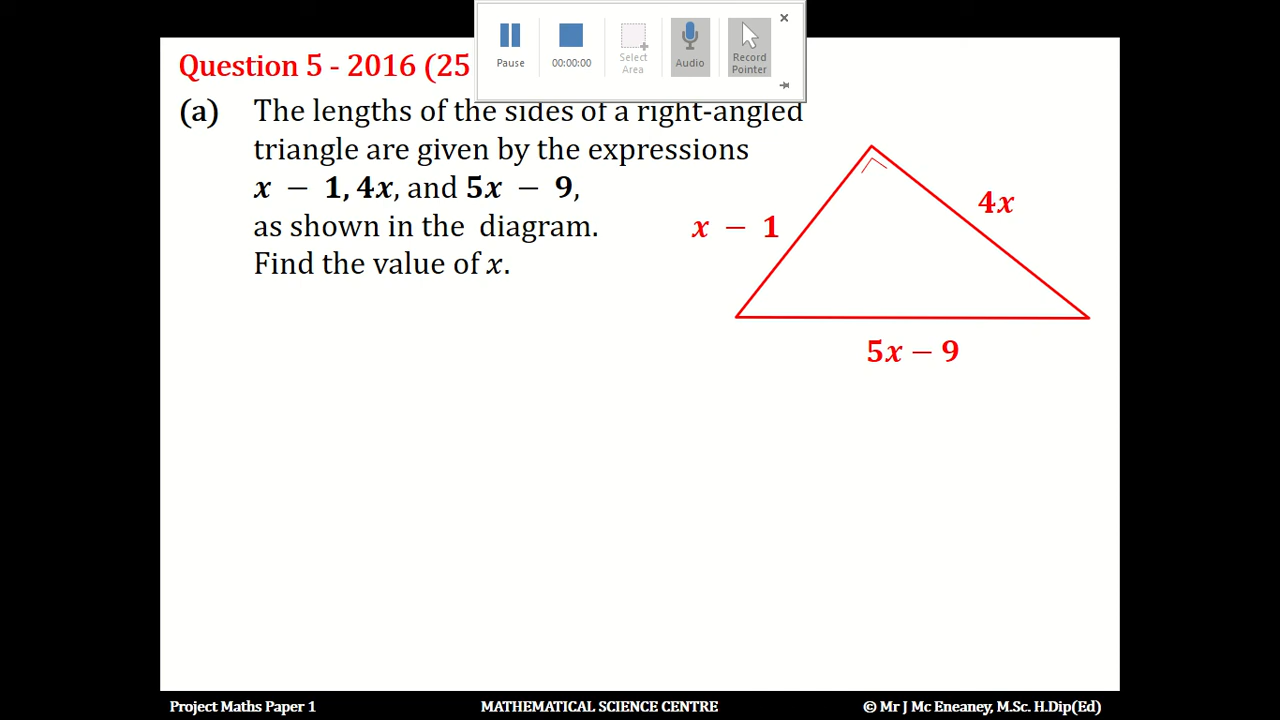 Pause
00:00:00
Select
Area
Audio
Record
Pointer
Question 5 - 2016 (25
(a) The lengths of the sides of a right-angled
triangle are given by the expressions
x − 1, 4x, and 5x − 9,
as shown in the diagram.
Find the value of x.
x − 1
4x
5x − 9
Project Maths Paper 1
MATHEMATICAL SCIENCE CENTRE
© Mr J Mc Eneaney, M.Sc. H.Dip(Ed)